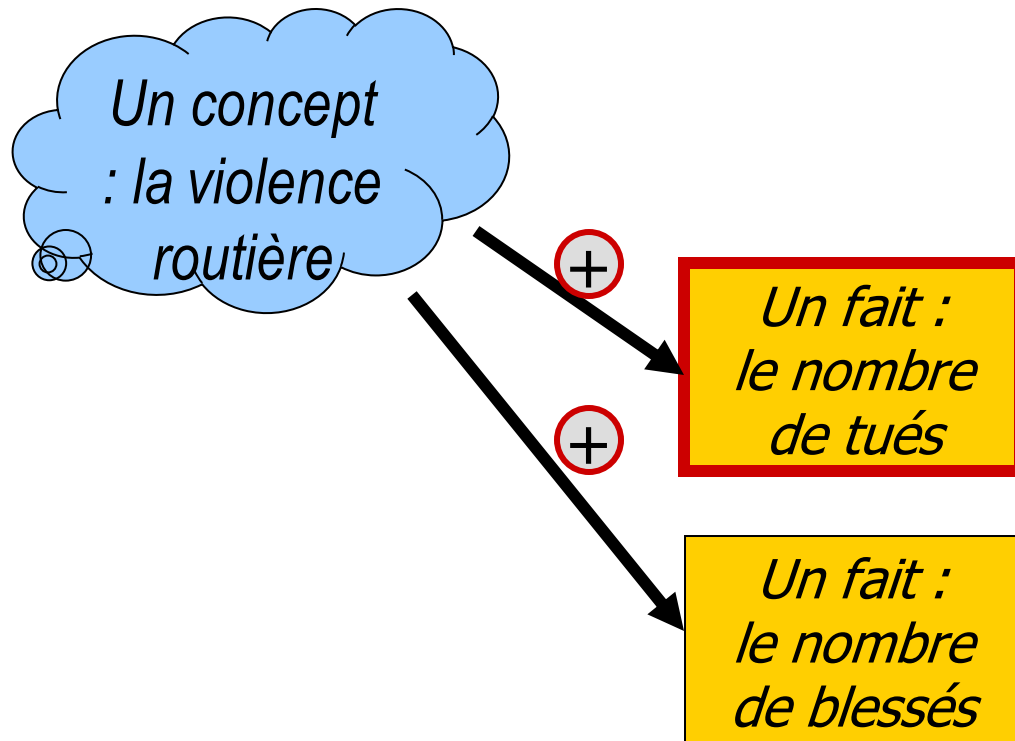 Un concept
: la violence
routière
+
Un fait :
le nombre
de tués
+
Un fait :
le nombre
de blessés